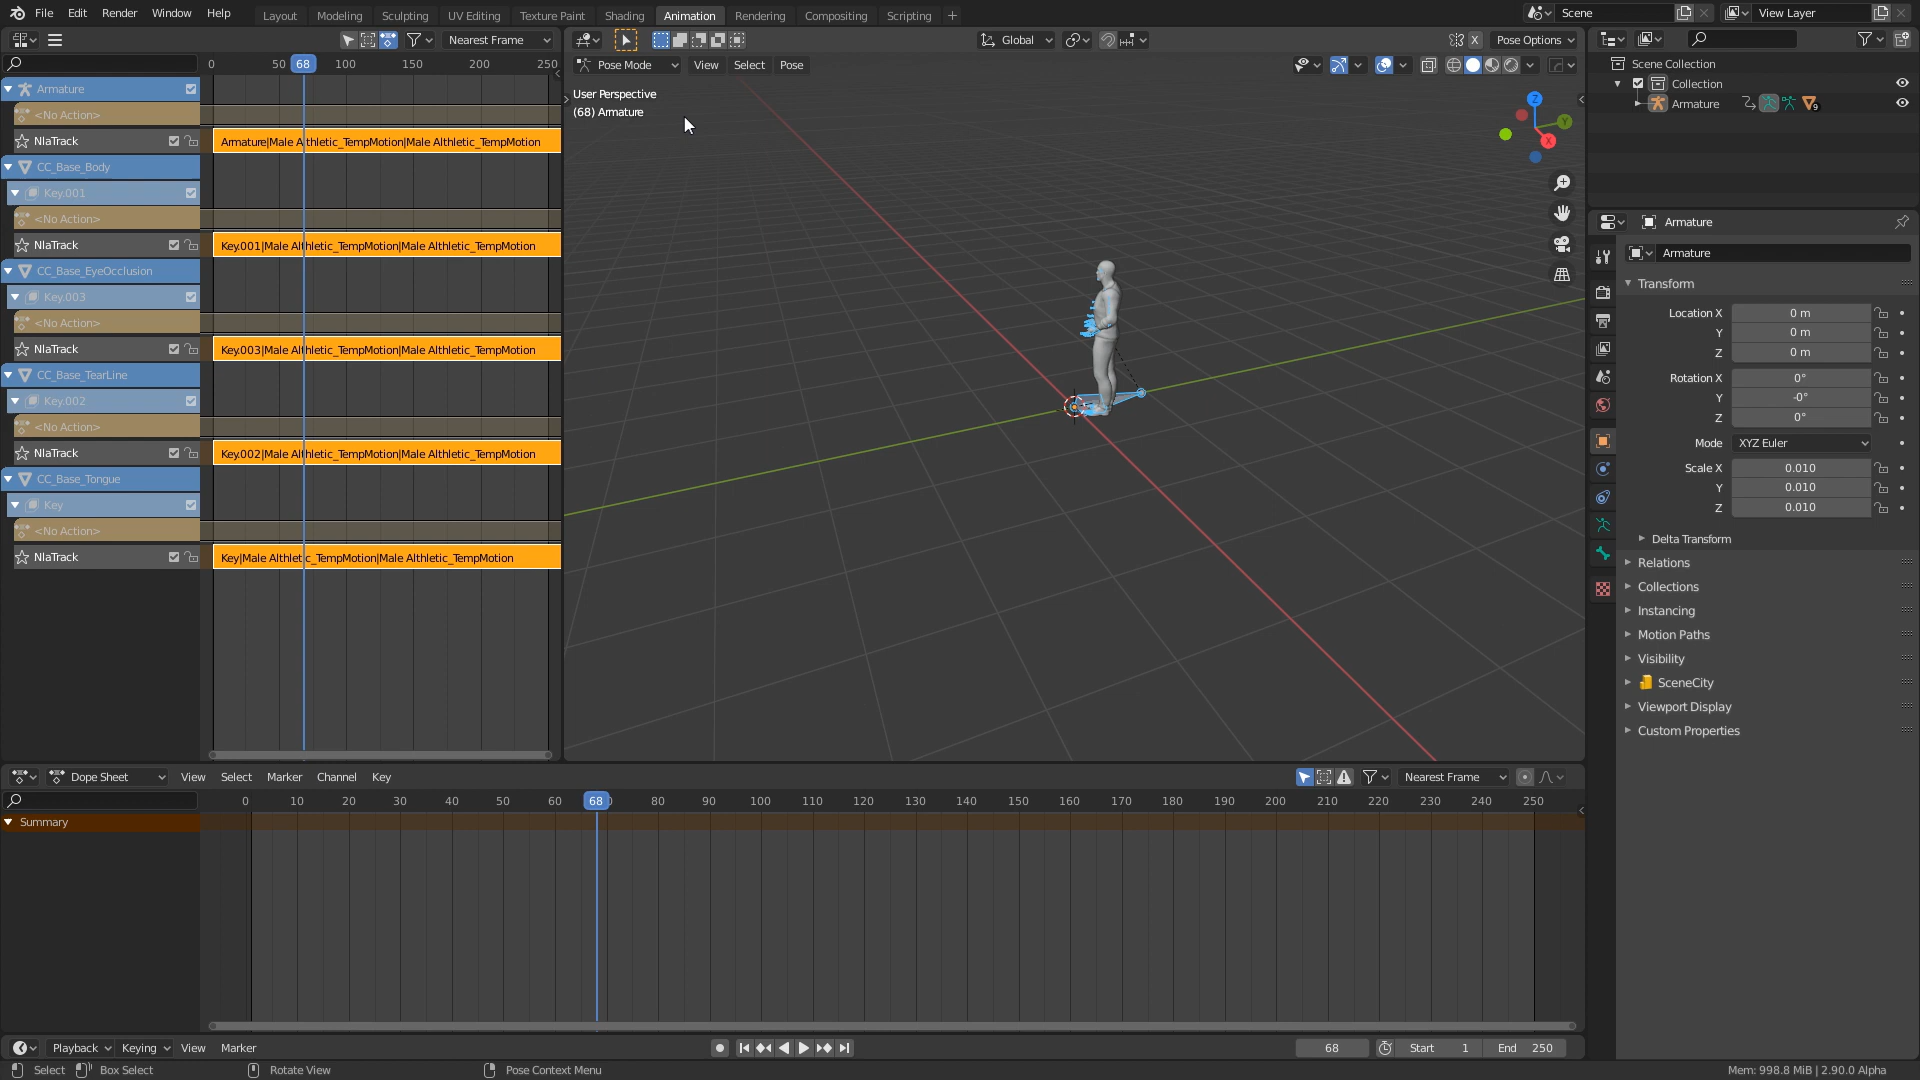 File Edit Render Window Help
Layout Modeling Sculpting UV Editing Texture Paint Shading Animation Rendering Compositing Scripting +
Scene
View Layer
Nearest Frame
Global
X
Pose Options
0 50 68 100 150 200 250
Pose Mode View Select Pose
User Perspective
(68) Armature
Z
Y
X
Armature
<No Action>
NlaTrack
Armature|Male Althletic_TempMotion|Male Althletic_TempMotion
CC_Base_Body
Key.001
<No Action>
NlaTrack
Key.001|Male Althletic_TempMotion|Male Althletic_TempMotion
CC_Base_EyeOcclusion
Key.003
<No Action>
NlaTrack
Key.003|Male Althletic_TempMotion|Male Althletic_TempMotion
CC_Base_TearLine
Key.002
<No Action>
NlaTrack
Key.002|Male Althletic_TempMotion|Male Althletic_TempMotion
CC_Base_Tongue
Key
<No Action>
NlaTrack
Key|Male Althletic_TempMotion|Male Althletic_TempMotion
Scene Collection
Collection
Armature
9
Armature
Armature
Transform
Location X 0 m
Y 0 m
Z 0 m
Rotation X 0°
Y -0°
Z 0°
Mode XYZ Euler
Scale X 0.010
Y 0.010
Z 0.010
Delta Transform
Relations
Collections
Instancing
Motion Paths
Visibility
SceneCity
Viewport Display
Custom Properties
Dope Sheet View Select Marker Channel Key
Nearest Frame
0 10 20 30 40 50 60 68 80 90 100 110 120 130 140 150 160 170 180 190 200 210 220 230 240 250
Summary
Playback Keying View Marker
68
Start 1
End 250
Select Box Select Rotate View Pose Context Menu
Mem: 998.8 MiB | 2.90.0 Alpha